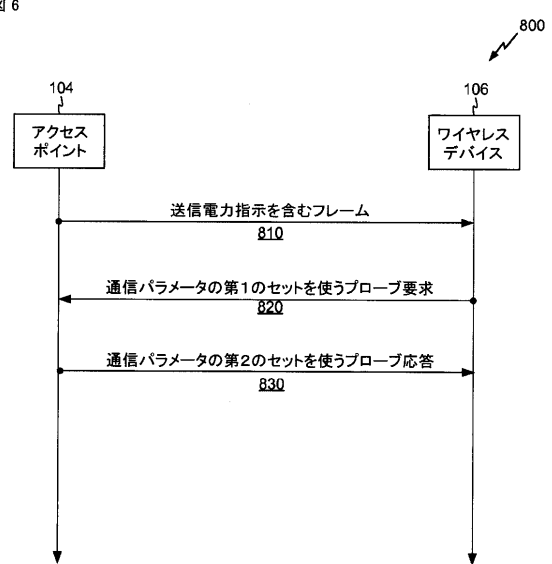 図 6
800
104
アクセス
ポイント
106
ワイヤレス
デバイス
送信電力指示を含むフレーム
810
通信パラメータの第1のセットを使うプローブ要求
820
通信パラメータの第2のセットを使うプローブ応答
830